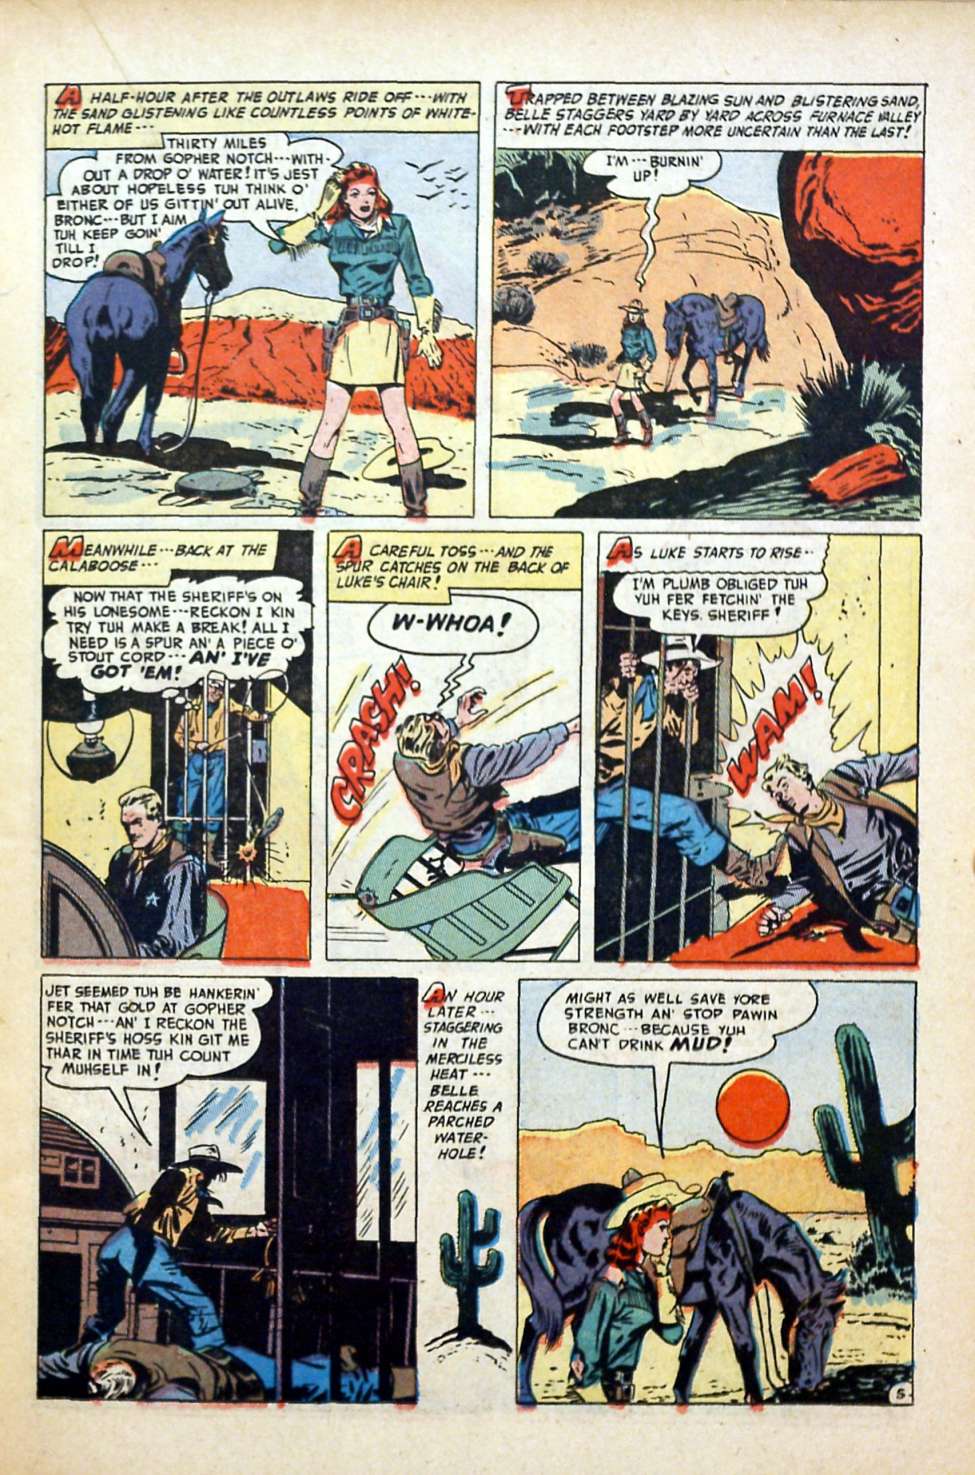 A HALF-HOUR AFTER THE OUTLAWS RIDE OFF---WITH
THE SAND GLISTENING LIKE COUNTLESS POINTS OF WHITE-
HOT FLAME---
THIRTY MILES
FROM GOPHER NOTCH---WITH-
OUT A DROP O' WATER! IT'S JEST
ABOUT HOPELESS TUH THINK O'
EITHER OF US GITTIN' OUT ALIVE,
BRONC---BUT I AIM
TUH KEEP GOIN'
TILL I
DROP!
TRAPPED BETWEEN BLAZING SUN AND BLISTERING SAND,
BELLE STAGGERS YARD BY YARD ACROSS FURNACE VALLEY
---WITH EACH FOOTSTEP MORE UNCERTAIN THAN THE LAST!
I'M---BURNIN'
UP!
MEANWHILE---BACK AT THE
CALABOOSE---
NOW THAT THE SHERIFF'S ON
HIS LONESOME---RECKON I KIN
TRY TUH MAKE A BREAK! ALL I
NEED IS A SPUR AN' A PIECE O'
STOUT CORD---AN' I'VE
GOT 'EM!
A CAREFUL TOSS---AND THE
SPUR CATCHES ON THE BACK OF
LUKE'S CHAIR!
W-WHOA!
CRASH!
AS LUKE STARTS TO RISE--
I'M PLUMB OBLIGED TUH
YUH FER FETCHIN' THE
KEYS, SHERIFF!
WAM!
JET SEEMED TUH BE HANKERIN'
FER THAT GOLD AT GOPHER
NOTCH---AN' I RECKON THE
SHERIFF'S HOSS KIN GIT ME
THAR IN TIME TUH COUNT
MUHSELF IN!
AN HOUR
LATER---
STAGGERING
IN THE
MERCILESS
HEAT---
BELLE
REACHES A
PARCHED
WATER-
HOLE!
MIGHT AS WELL SAVE YORE
STRENGTH AN' STOP PAWIN'
BRONC---BECAUSE YUH
CAN'T DRINK MUD!
5